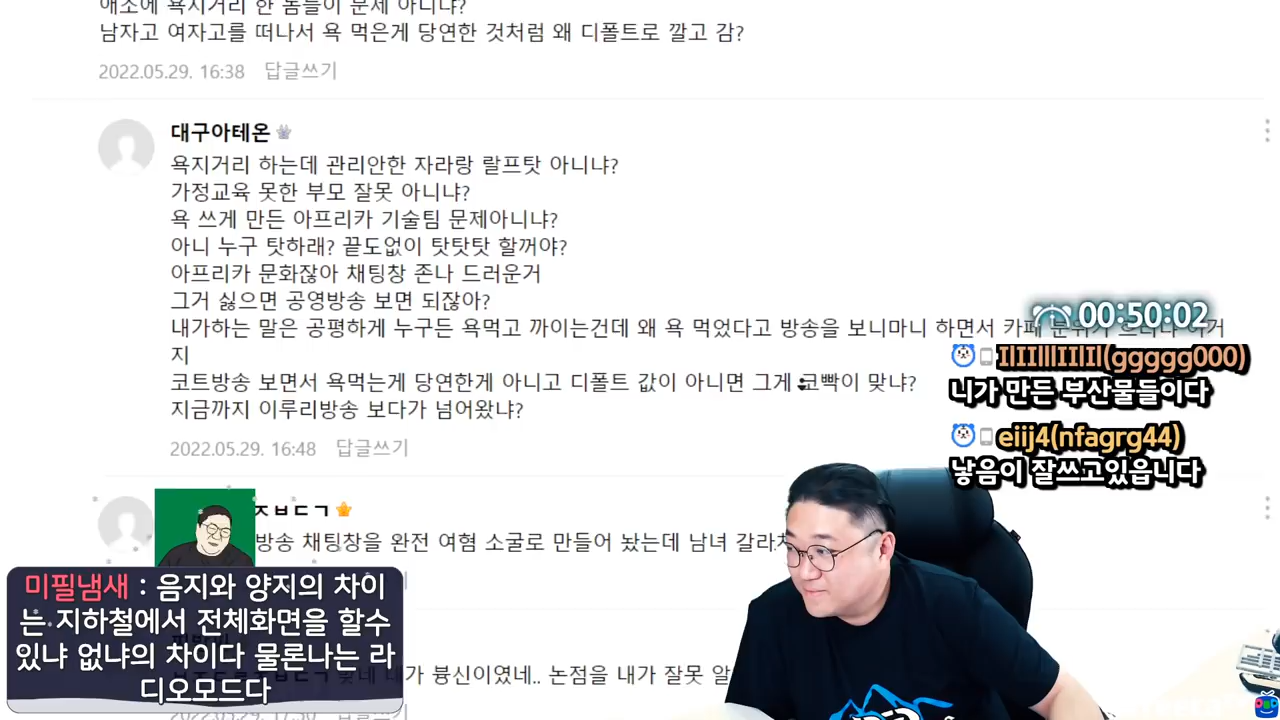 애초에 욕지거리 한 놈들이 문제 아니냐?
남자고 여자고를 떠나서 욕 먹은게 당연한 것처럼 왜 디폴트로 깔고 감?
2022.05.29. 16:38 답글쓰기
대구아테온
욕지거리 하는데 관리안한 자라랑 랄프탓 아니냐?
가정교육 못한 부모 잘못 아니냐?
욕 쓰게 만든 아프리카 기술팀 문제아니냐?
아니 누구 탓하래? 끝도없이 탓탓탓 할꺼야?
아프리카 문화잖아 채팅창 존나 드러운거
그거 싫으면 공영방송 보면 되잖아?
내가하는 말은 공평하게 누구든 욕먹고 까이는건데 왜 욕 먹었다고 방송을 보니마니 하면서 카페
지
코트방송 보면서 욕먹는게 당연한게 아니고 디폴트 값이 아니면 그게 코빡이 맞냐?
지금까지 이루리방송 보다가 넘어왔냐?
2022.05.29. 16:48 답글쓰기
00:50:02
(ggggg000)
니가 만든 부산물들이다
eiij4(nfagrg44)
낳음이 잘쓰고있읍니다
ㅈㅂㄷㄱ
방송 채팅창을 완전 여혐 소굴로 만들어 놨는데 남녀
미필냄새 : 음지와 양지의 차이
는 지하철에서 전체화면을 할수
있냐 없냐의 차이다 물론나는 라
디오모드다
내가 븅신이였네.. 논점을 내가 잘못